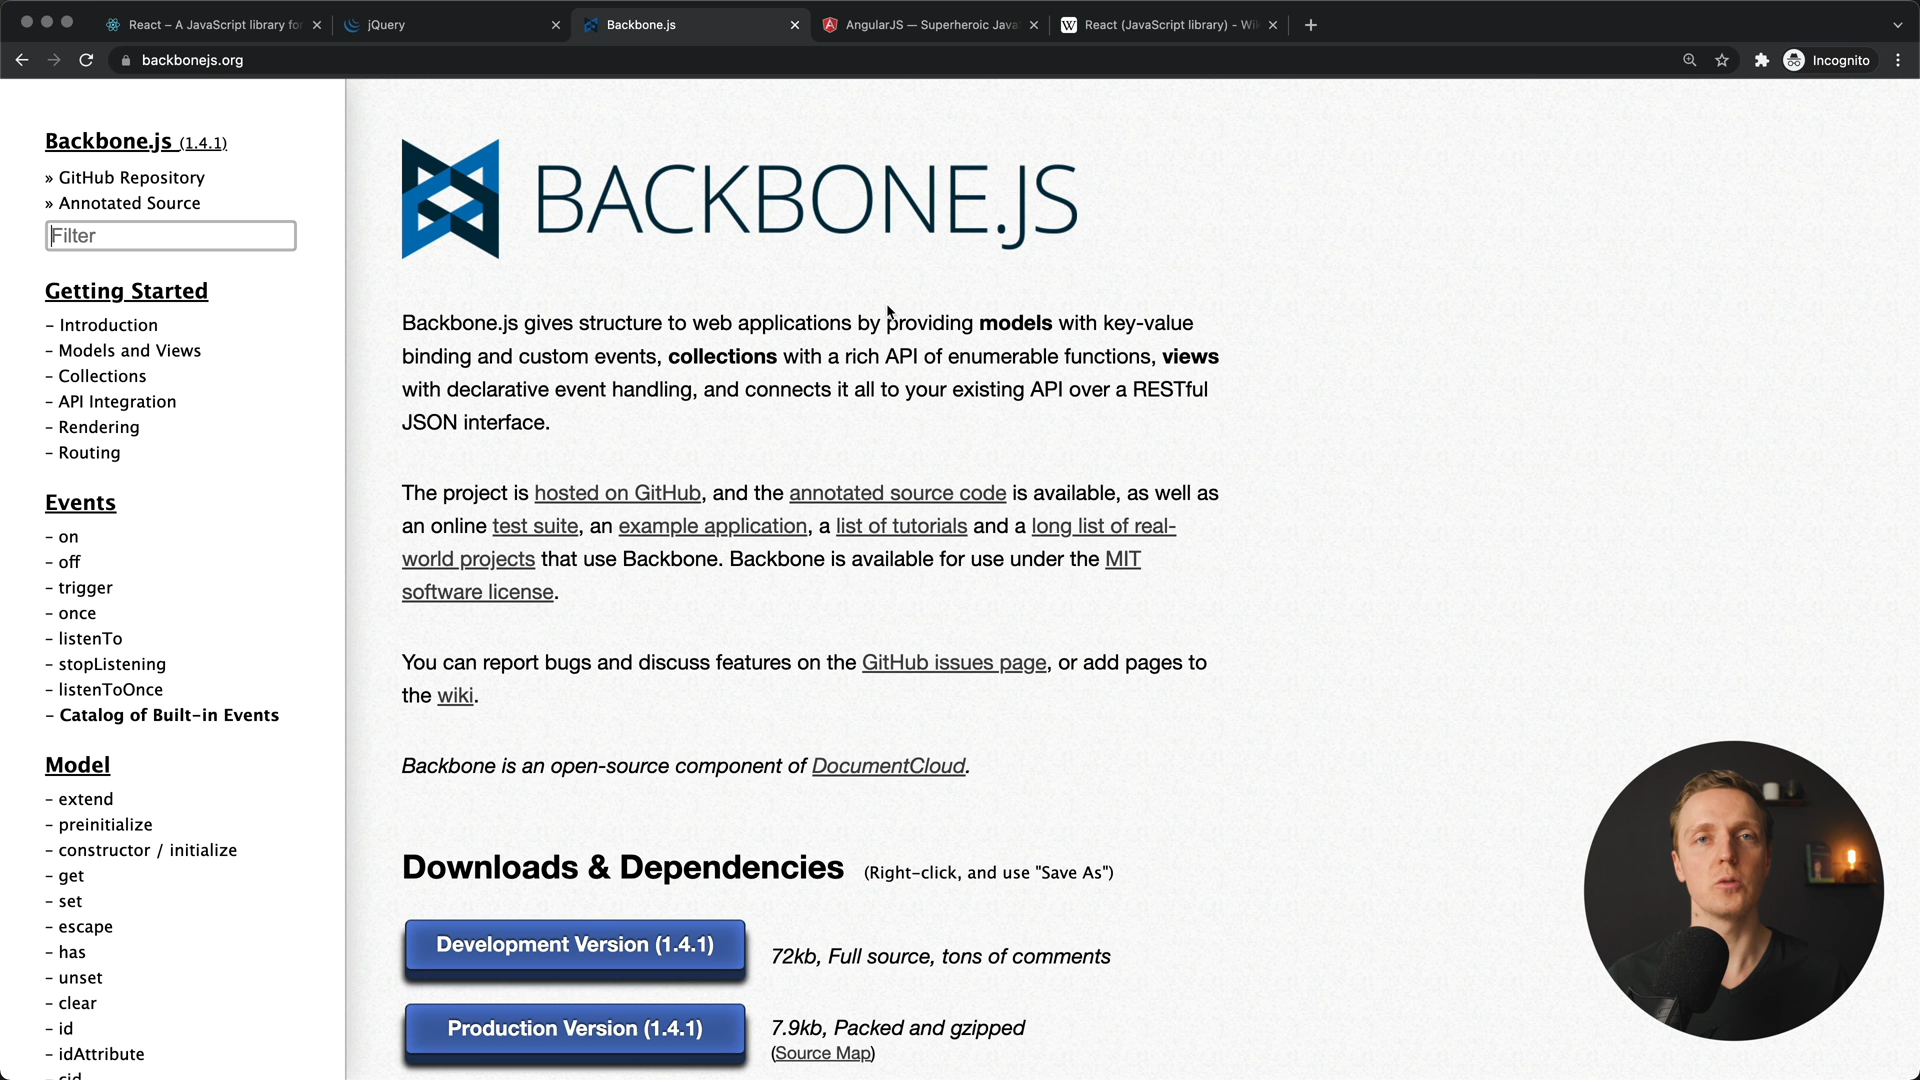 React – A JavaScript library for
jQuery
Backbone.js
AngularJS — Superheroic Java
React (JavaScript library) - Wi
backbonejs.org
Incognito
Backbone.js (1.4.1)
» GitHub Repository
» Annotated Source
Filter
Getting Started
- Introduction
- Models and Views
- Collections
- API Integration
- Rendering
- Routing
Events
- on
- off
- trigger
- once
- listenTo
- stopListening
- listenToOnce
- Catalog of Built-in Events
Model
- extend
- preinitialize
- constructor / initialize
- get
- set
- escape
- has
- unset
- clear
- id
- idAttribute
- cid
BACKBONE.JS
Backbone.js gives structure to web applications by providing models with key-value
binding and custom events, collections with a rich API of enumerable functions, views
with declarative event handling, and connects it all to your existing API over a RESTful
JSON interface.
The project is hosted on GitHub, and the annotated source code is available, as well as
an online test suite, an example application, a list of tutorials and a long list of real-
world projects that use Backbone. Backbone is available for use under the MIT
software license.
You can report bugs and discuss features on the GitHub issues page, or add pages to
the wiki.
Backbone is an open-source component of DocumentCloud.
Downloads & Dependencies (Right-click, and use "Save As")
Development Version (1.4.1)
72kb, Full source, tons of comments
Production Version (1.4.1)
7.9kb, Packed and gzipped
(Source Map)